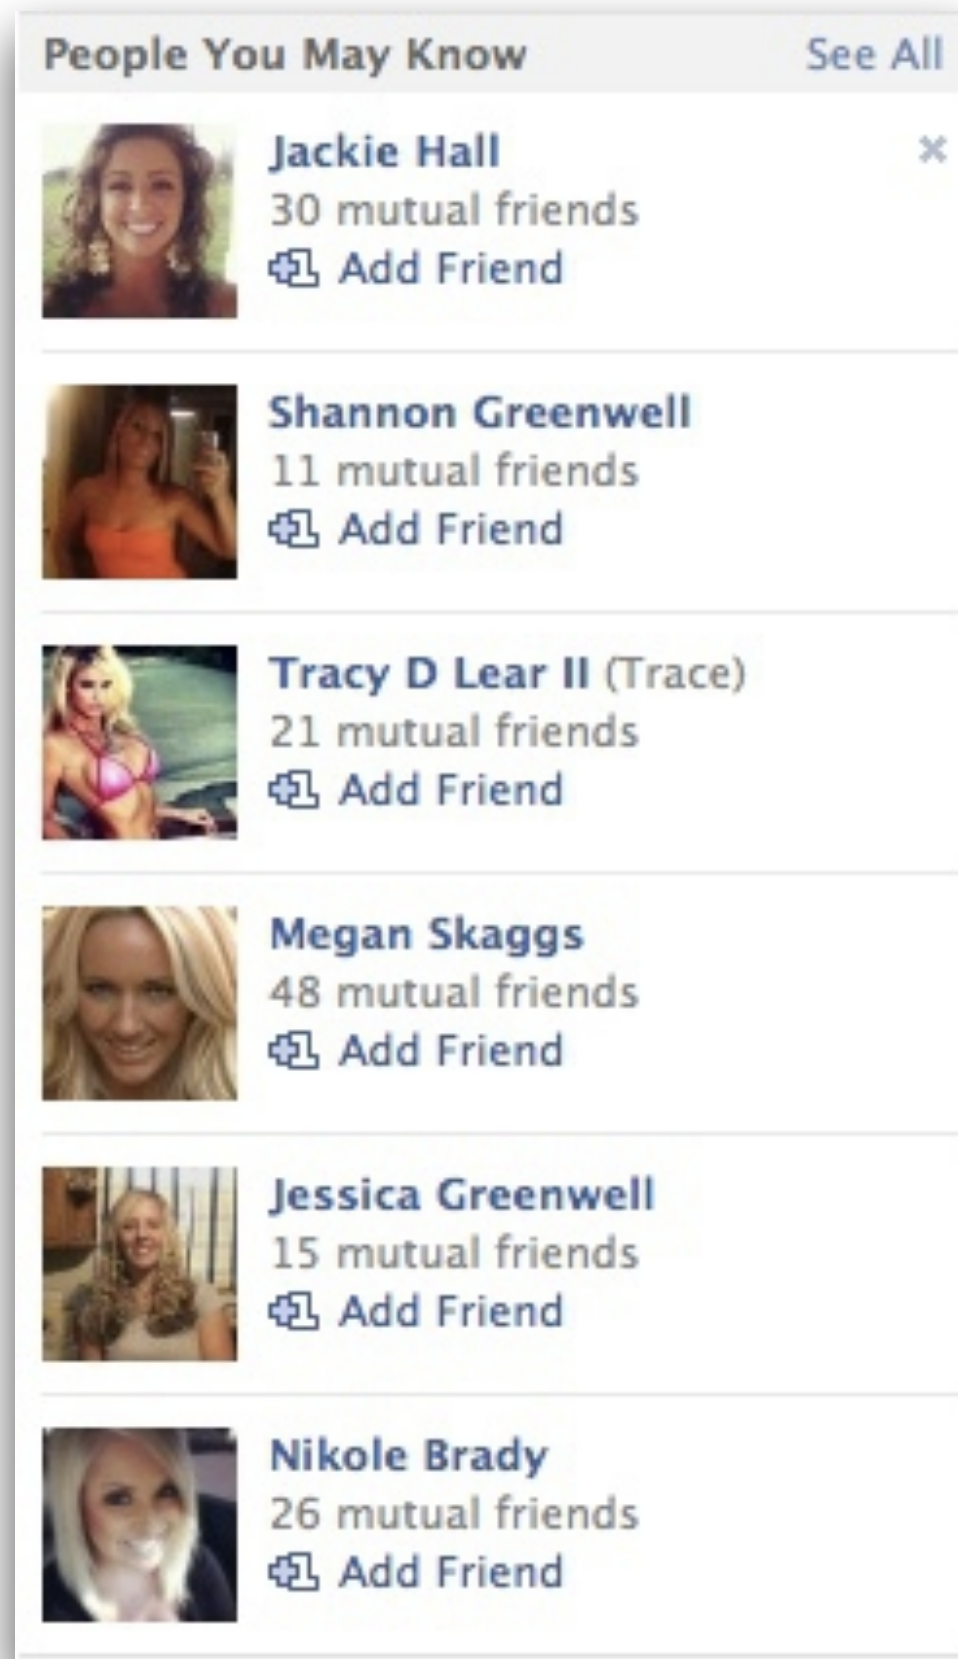 People You May Know See All
Jackie Hall
30 mutual friends
Add Friend
Shannon Greenwell
11 mutual friends
Add Friend
Tracy D Lear II (Trace)
21 mutual friends
Add Friend
Megan Skaggs
48 mutual friends
Add Friend
Jessica Greenwell
15 mutual friends
Add Friend
Nikole Brady
26 mutual friends
Add Friend